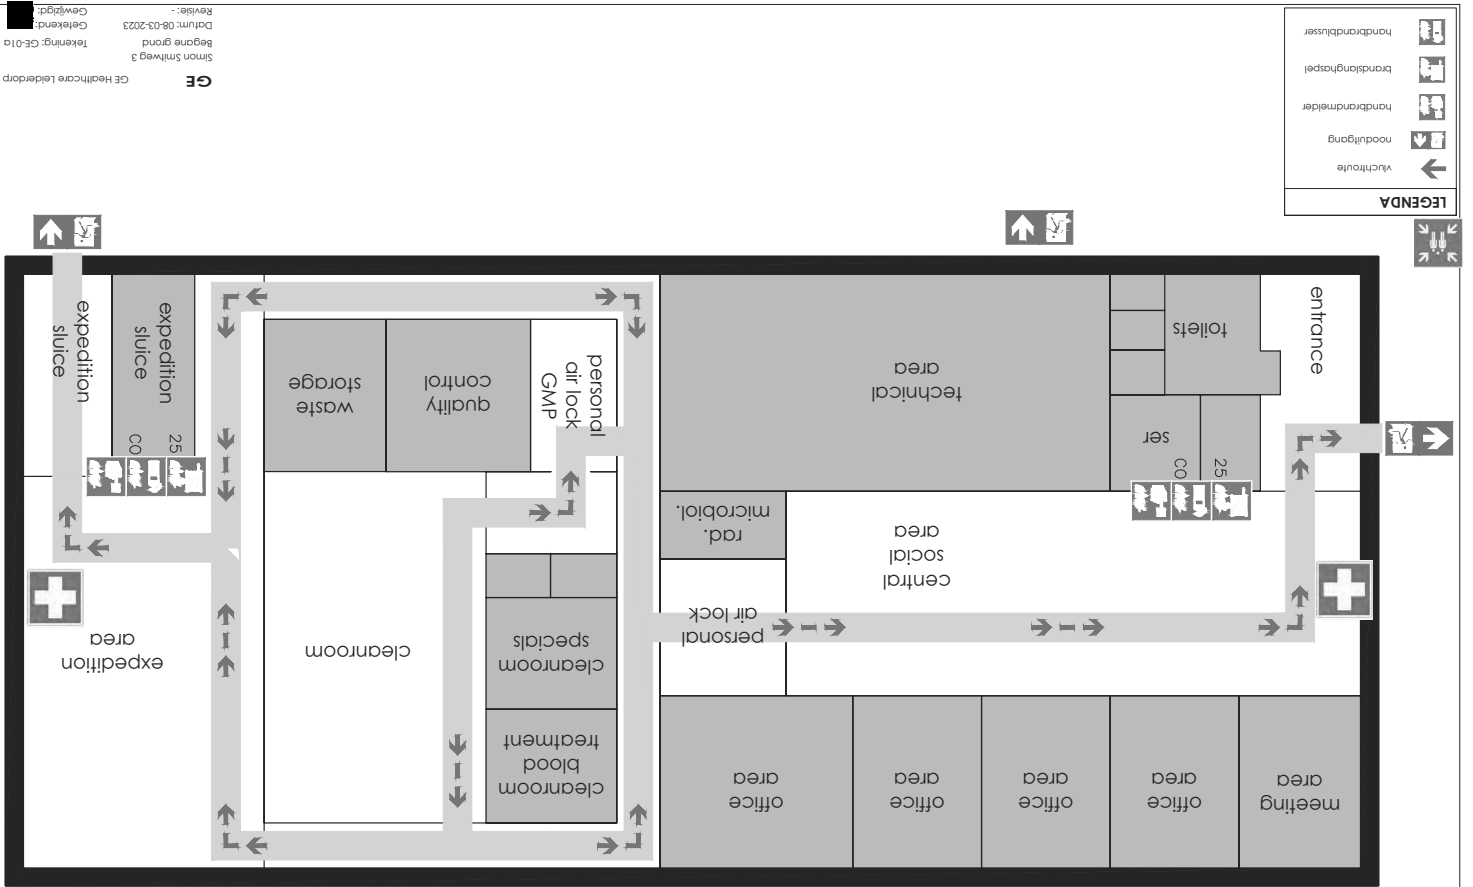 meeting
area
office
area
office
area
office
area
office
area
cleanroom
blood
treatment
cleanroom
specials
cleanroom
expedition
area
personal
air lock
central
social
area
rad.
microbiol.
25
CO
ser
toilets
entrance
technical
area
personal
air lock
GMP
quality
control
waste
storage
25
CO
expedition
sluice
expedition
sluice
LEGENDA
vluchtroute
nooduitgang
handbrandmelder
brandslanghaspel
handbrandblusser
GE GE Healthcare Leiderdorp
Simon Smitweg 3
Begane grond Tekening: GE-01a
Datum: 08-03-2023 Getekend:
Revisie: - Gewijzigd: